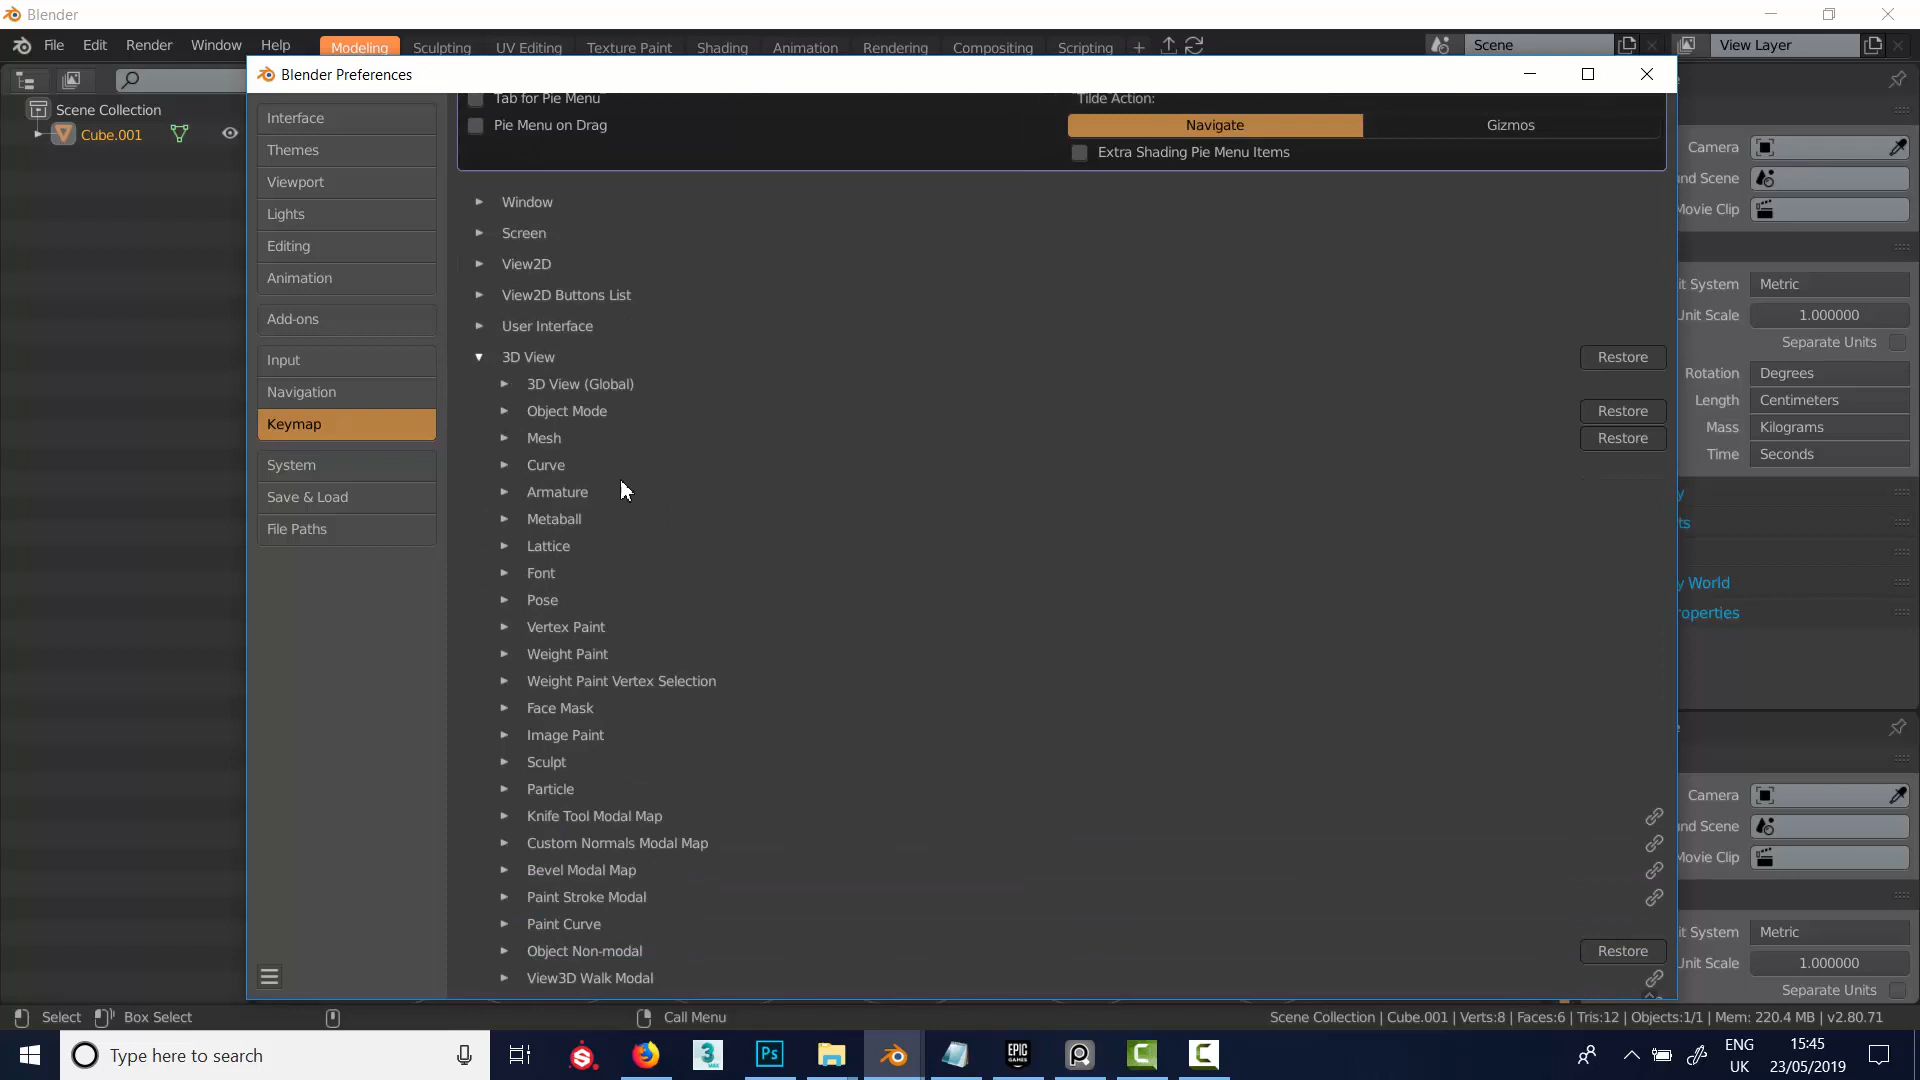 Blender
File Edit Render Window Help Modeling Sculpting UV Editing Texture Paint Shading Animation Rendering Compositing Scripting + Scene View Layer
Blender Preferences
Scene Collection
Cube.001
Interface
Themes
Viewport
Lights
Editing
Animation
Add-ons
Input
Navigation
Keymap
System
Save & Load
File Paths
Tab for Pie Menu
Pie Menu on Drag
Tilde Action:
Navigate Gizmos
Extra Shading Pie Menu Items
Window
Screen
View2D
View2D Buttons List
User Interface
3D View Restore
3D View (Global)
Object Mode Restore
Mesh Restore
Curve
Armature
Metaball
Lattice
Font
Pose
Vertex Paint
Weight Paint
Weight Paint Vertex Selection
Face Mask
Image Paint
Sculpt
Particle
Knife Tool Modal Map
Custom Normals Modal Map
Bevel Modal Map
Paint Stroke Modal
Paint Curve
Object Non-modal Restore
View3D Walk Modal
Camera
nd Scene
Movie Clip
it System Metric
Unit Scale 1.000000
Separate Units
Rotation Degrees
Length Centimeters
Mass Kilograms
Time Seconds
y
ts
y World
roperties
Camera
nd Scene
Movie Clip
it System Metric
Unit Scale 1.000000
Separate Units
Select Box Select Call Menu Scene Collection | Cube.001 | Verts:8 | Faces:6 | Tris:12 | Objects:1/1 | Mem: 220.4 MB | v2.80.71
Type here to search
S
3
MAX
Ps
EPIC
GAMES
C
C
ENG
UK
15:45
23/05/2019